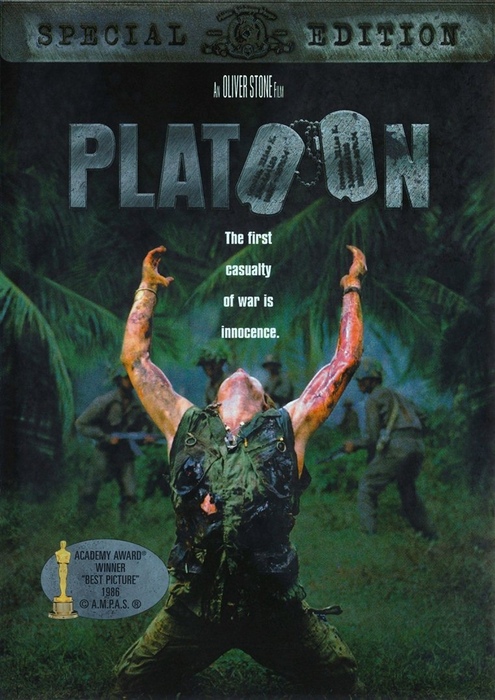 SPECIAL EDITION
AN OLIVER STONE FILM
PLATOON
The first
casualty
of war is
innocence.
ACADEMY AWARD®
WINNER
"BEST PICTURE"
1986
© A.M.P.A.S. ®